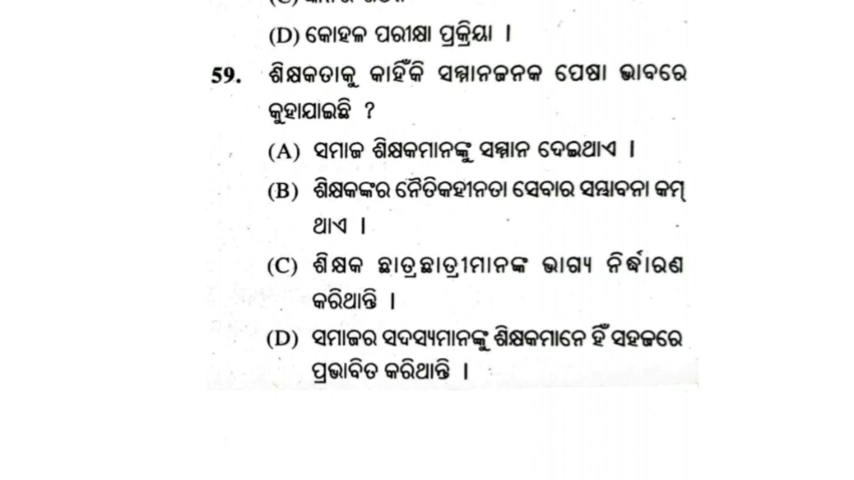 (D) କୋହଳ ପରୀକ୍ଷା ପ୍ରକ୍ରିୟା ।
59. ଶିକ୍ଷକତାକୁ କାହିଁକି ସମ୍ମାନଜନକ ପେଷା ଭାବରେ
କୁହାଯାଇଛି ?
(A) ସମାଜ ଶିକ୍ଷକମାନଙ୍କୁ ସମ୍ମାନ ଦେଇଥାଏ ।
(B) ଶିକ୍ଷକଙ୍କର ନୈତିକହୀନତା ସେବାର ସମ୍ଭାବନା କମ୍
ଥାଏ ।
(C) ଶିକ୍ଷକ ଛାତ୍ରଛାତ୍ରୀମାନଙ୍କ ଭାଗ୍ୟ ନିର୍ଦ୍ଧାରଣ
କରିଥାନ୍ତି ।
(D) ସମାଜର ସଦସ୍ୟମାନଙ୍କୁ ଶିକ୍ଷକମାନେ ହିଁ ସହଜରେ
ପ୍ରଭାବିତ କରିଥାନ୍ତି ।